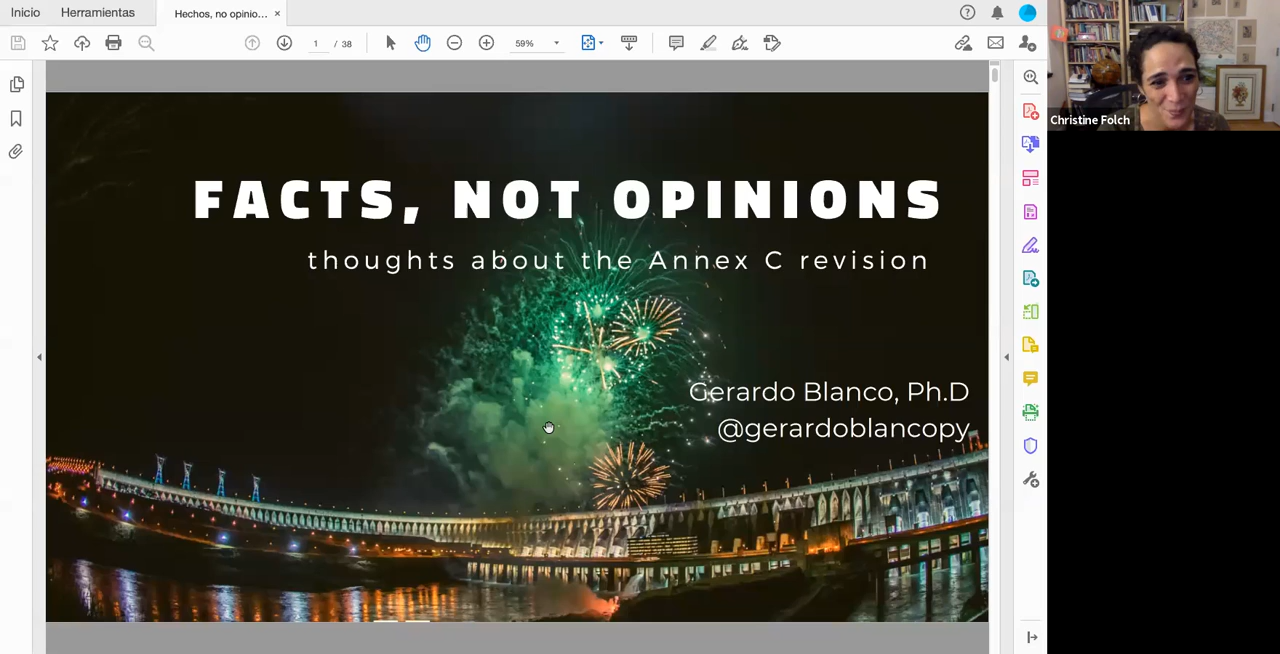 Inicio
Herramientas
Hechos, no opinio...
1
/ 38
59%
Christine Folch
FACTS, NOT OPINIONS
thoughts about the Annex C revision
Gerardo Blanco, Ph.D
@gerardoblancopy